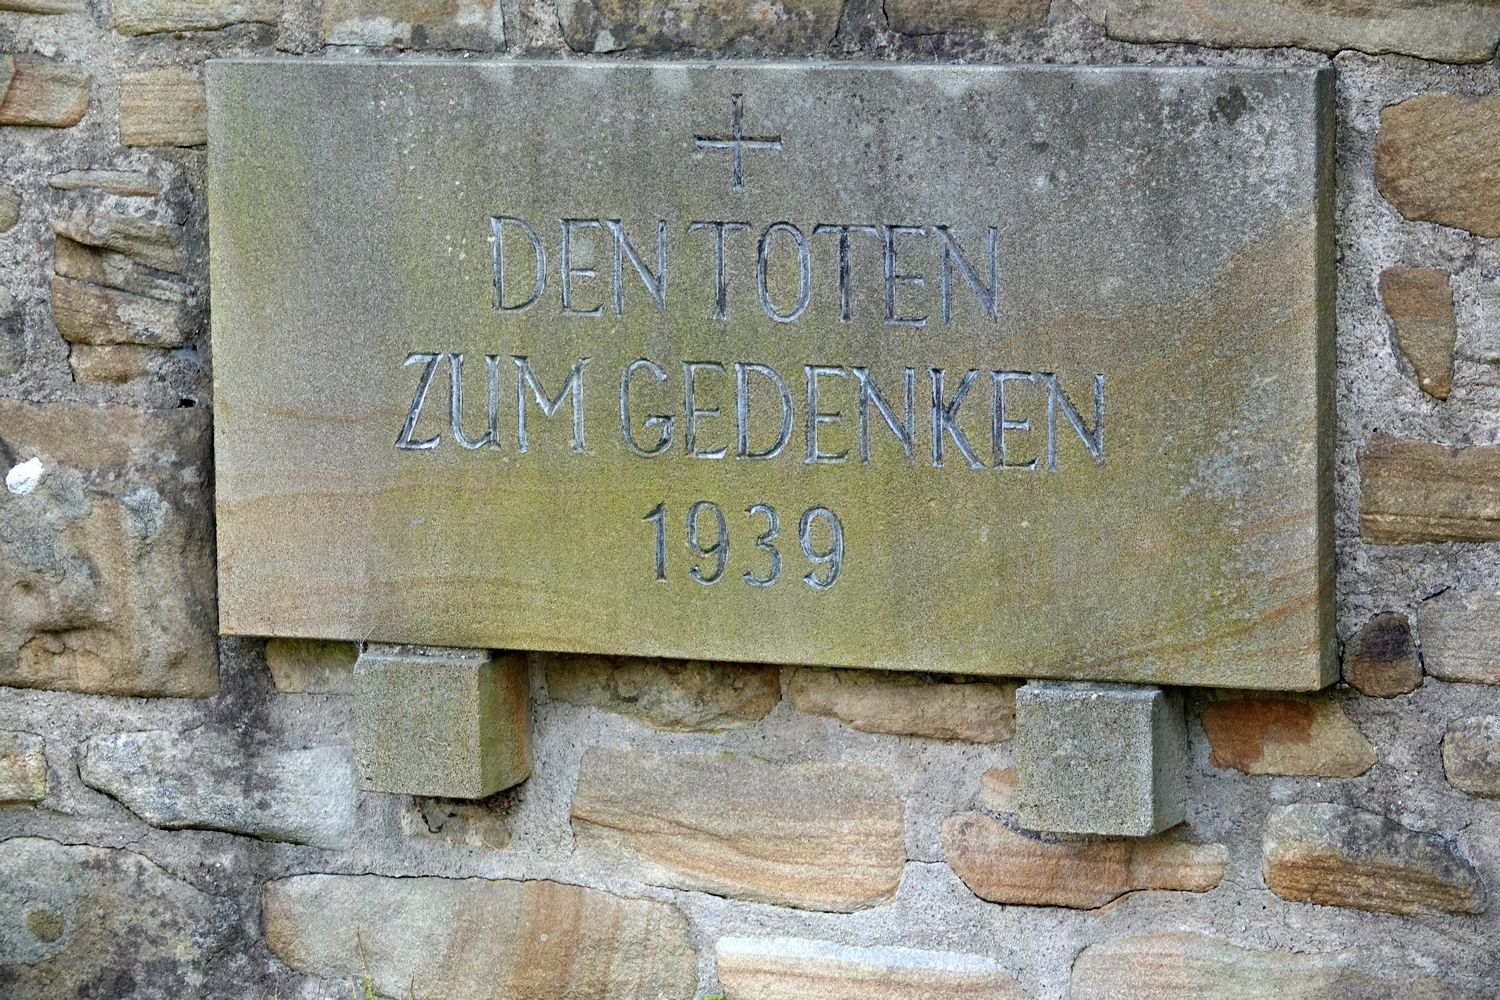 DEN TOTEN
ZUM GEDENKEN
1939